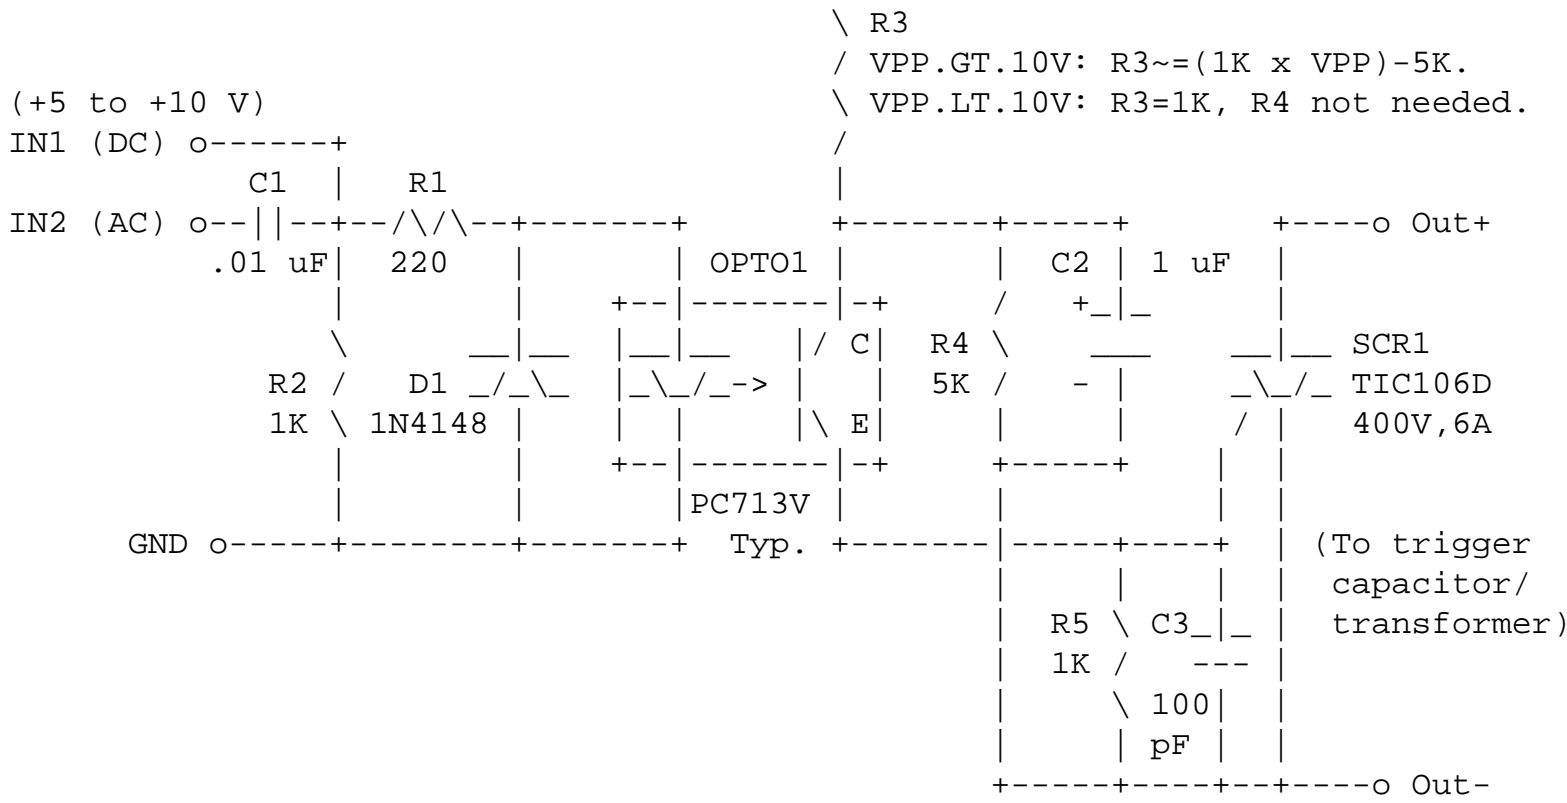 R3
VPP.GT.10V: R3~=(1K x VPP)-5K.
(+5 to +10 V)
VPP.LT.10V: R3=1K, R4 not needed.
IN1 (DC)
C1 R1
IN2 (AC) Out+
.01 uF 220 OPTO1 C2 1 uF
+
C R4 SCR1
R2 D1 5K - TIC106D
1K 1N4148 E 400V,6A
PC713V
GND Typ. (To trigger
capacitor/
R5 C3 transformer)
1K
100
pF
Out-